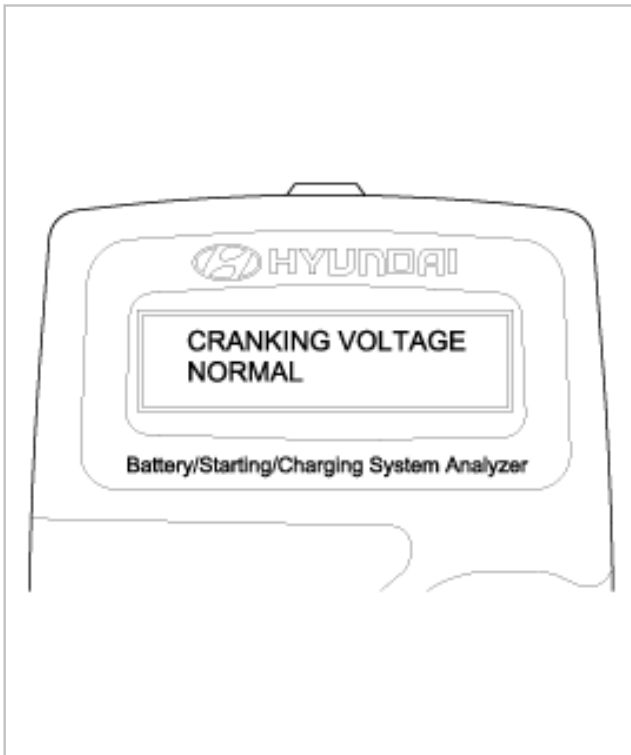 HYUNDAI
CRANKING VOLTAGE
NORMAL
Battery/Starting/Charging System Analyzer